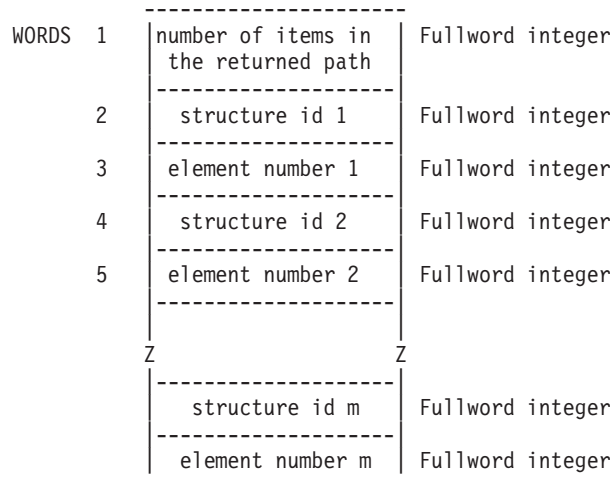 WORDS 1 number of items in Fullword integer
the returned path
2 structure id 1 Fullword integer
3 element number 1 Fullword integer
4 structure id 2 Fullword integer
5 element number 2 Fullword integer
Z Z
structure id m Fullword integer
element number m Fullword integer